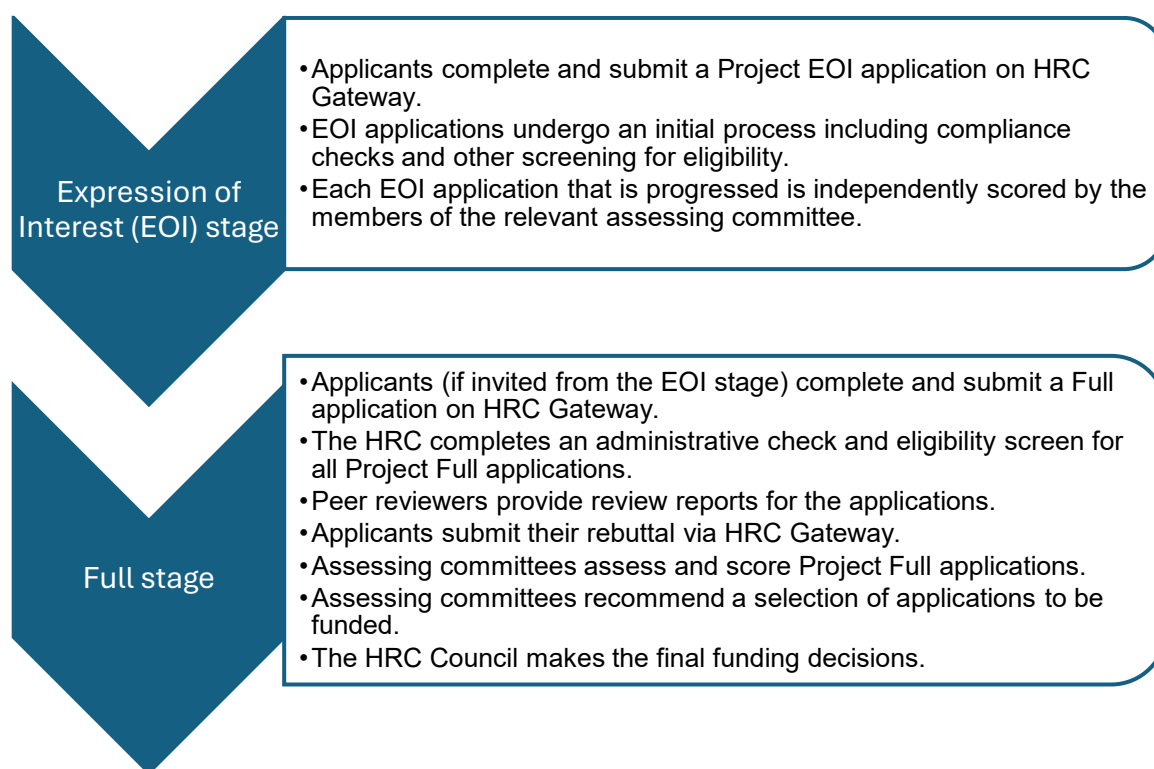 Expression of
Interest (EOI) stage
•Applicants complete and submit a Project EOI application on HRC
Gateway.
•EOI applications undergo an initial process including compliance
checks and other screening for eligibility.
•Each EOI application that is progressed is independently scored by the
members of the relevant assessing committee.
Full stage
•Applicants (if invited from the EOI stage) complete and submit a Full
application on HRC Gateway.
•The HRC completes an administrative check and eligibility screen for
all Project Full applications.
•Peer reviewers provide review reports for the applications.
•Applicants submit their rebuttal via HRC Gateway.
•Assessing committees assess and score Project Full applications.
•Assessing committees recommend a selection of applications to be
funded.
•The HRC Council makes the final funding decisions.